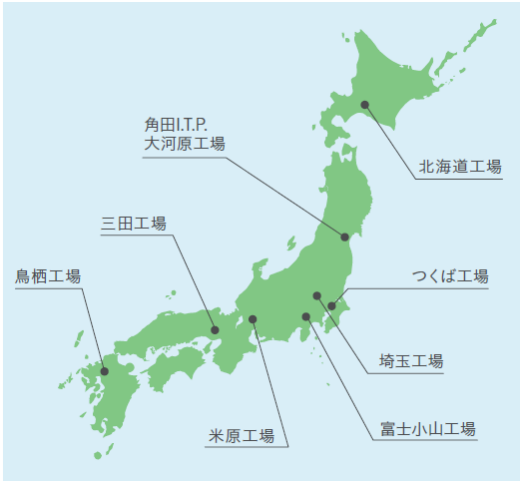 角田I.T.P.
大河原工場
北海道工場
三田工場
鳥栖工場
つくば工場
埼玉工場
米原工場
富士小山工場